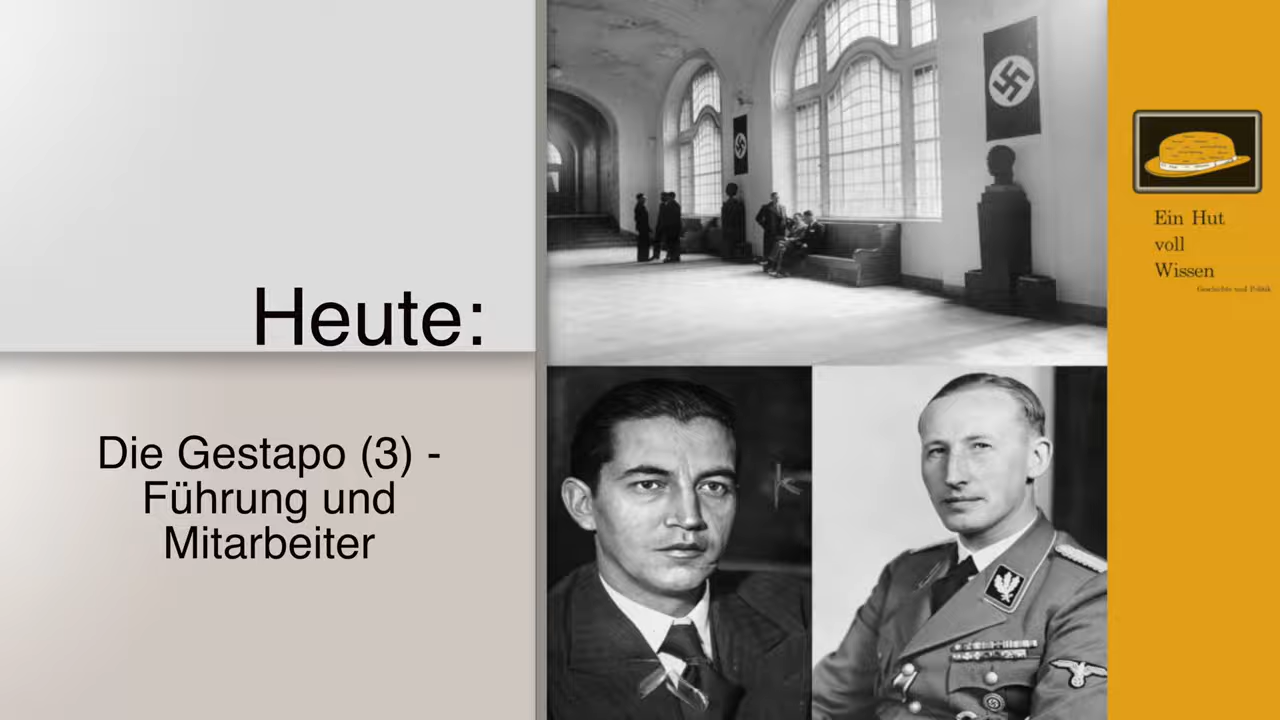 Heute:
Die Gestapo (3) -
Führung und
Mitarbeiter
Ein Hut
voll
Wissen
Geschichte und Politik